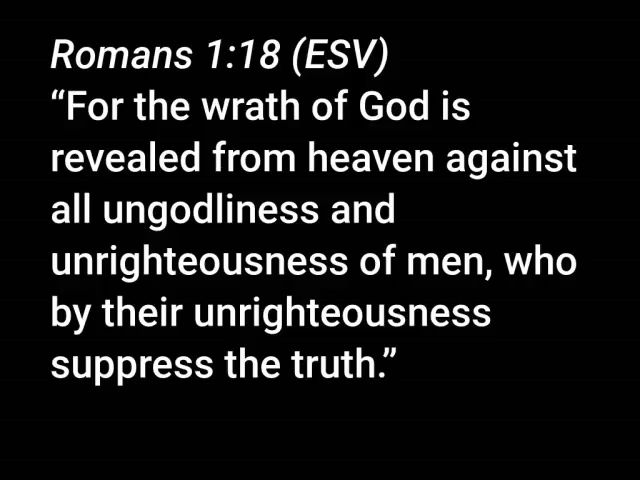 Romans 1:18 (ESV)
“For the wrath of God is
revealed from heaven against
all ungodliness and
unrighteousness of men, who
by their unrighteousness
suppress the truth.”